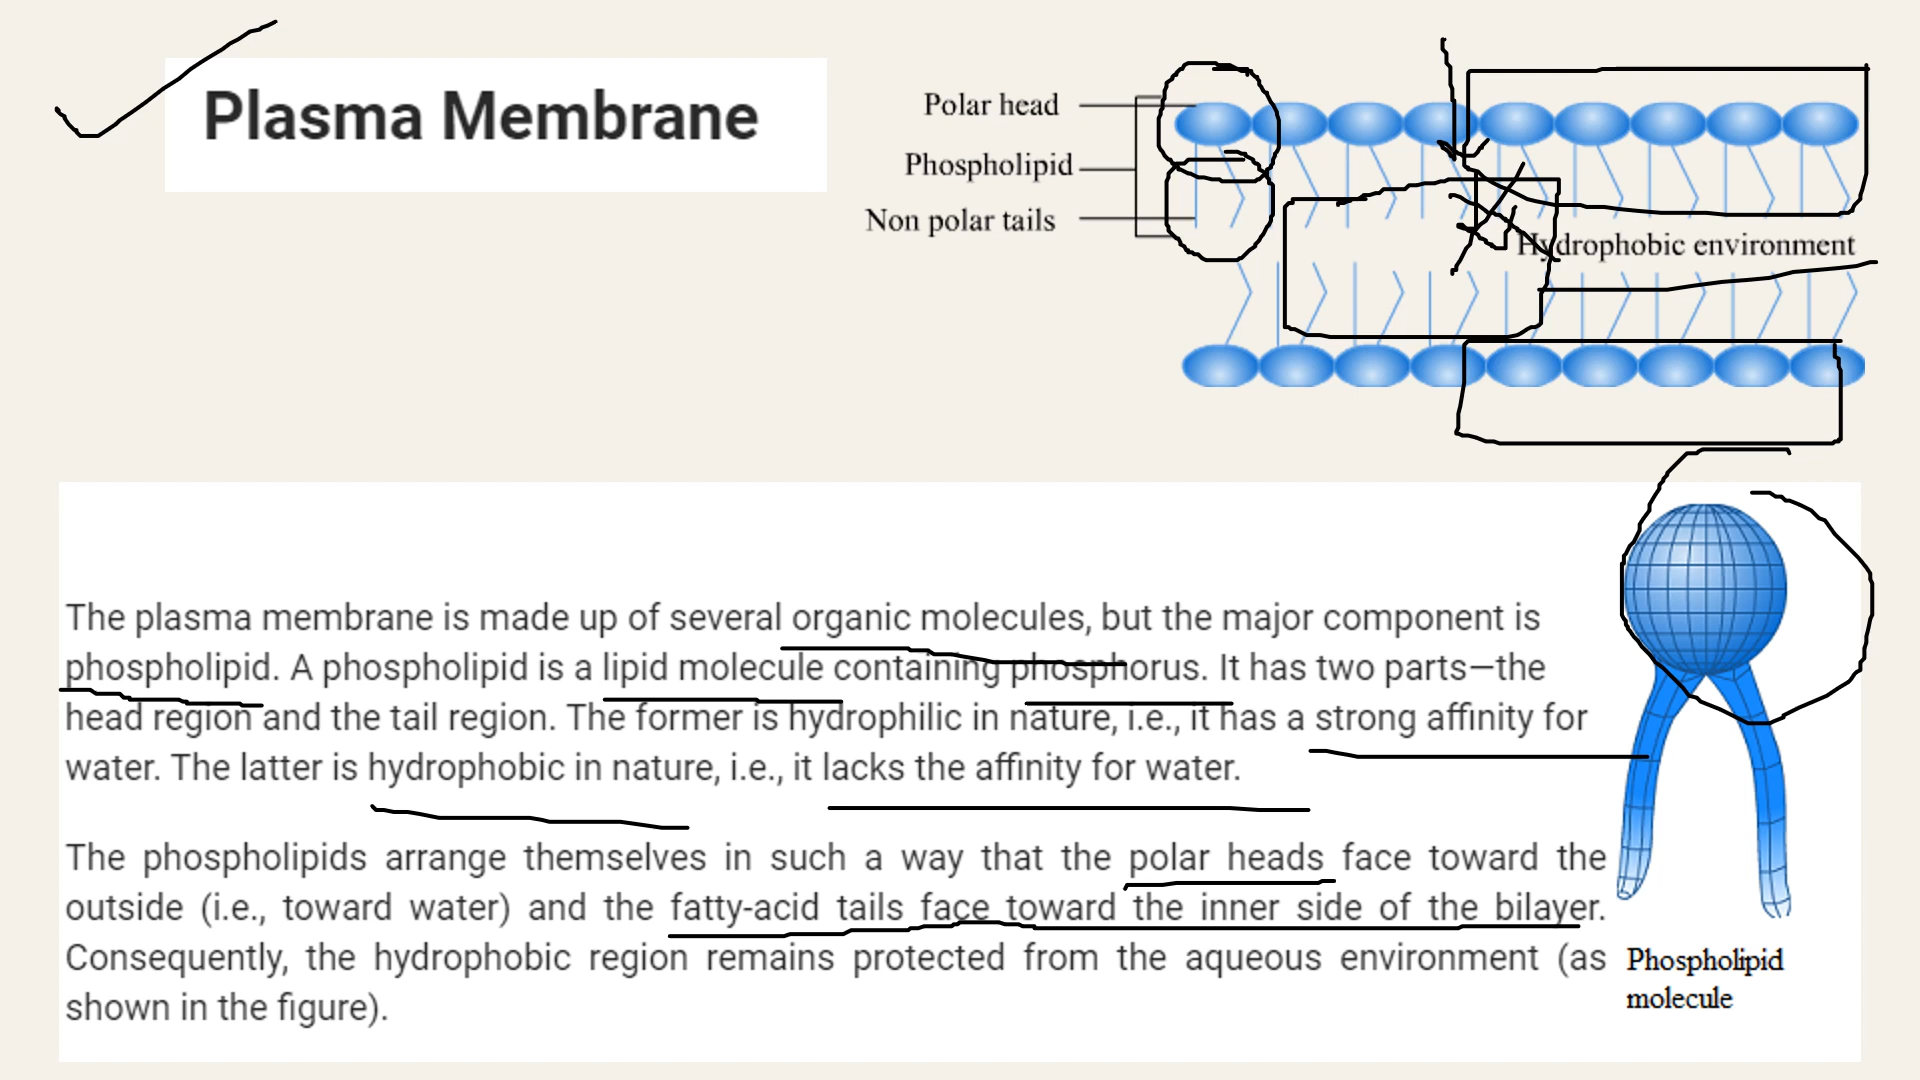 Plasma Membrane
Polar head
Phospholipid
Non polar tails
Hydrophobic environment
The plasma membrane is made up of several organic molecules, but the major component is
phospholipid. A phospholipid is a lipid molecule containing phosphorus. It has two parts—the
head region and the tail region. The former is hydrophilic in nature, i.e., it has a strong affinity for
water. The latter is hydrophobic in nature, i.e., it lacks the affinity for water.
The phospholipids arrange themselves in such a way that the polar heads face toward the
outside (i.e., toward water) and the fatty-acid tails face toward the inner side of the bilayer.
Consequently, the hydrophobic region remains protected from the aqueous environment (as
shown in the figure).
Phospholipid
molecule